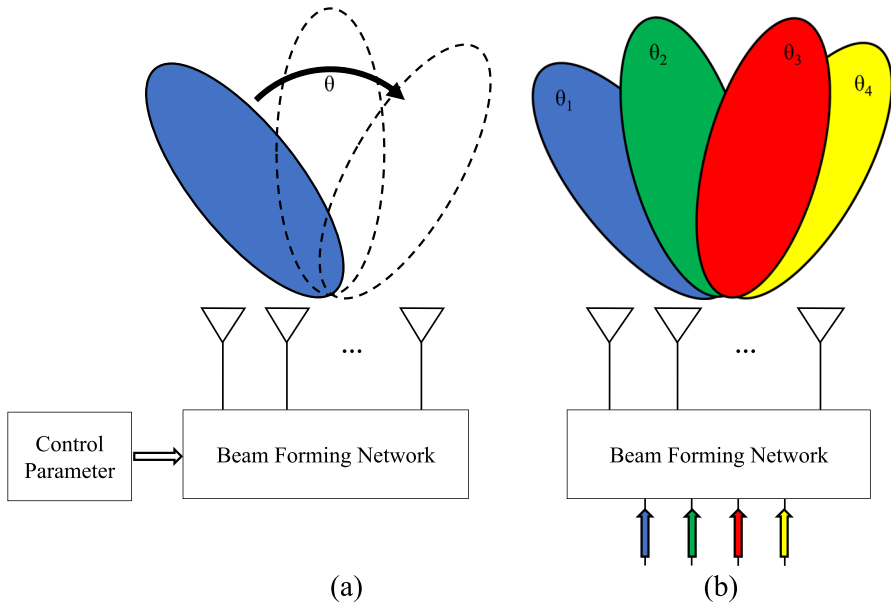 θ
θ₁
θ₂
θ₃
θ₄
...
...
Control
Parameter
Beam Forming Network
Beam Forming Network
(a)
(b)